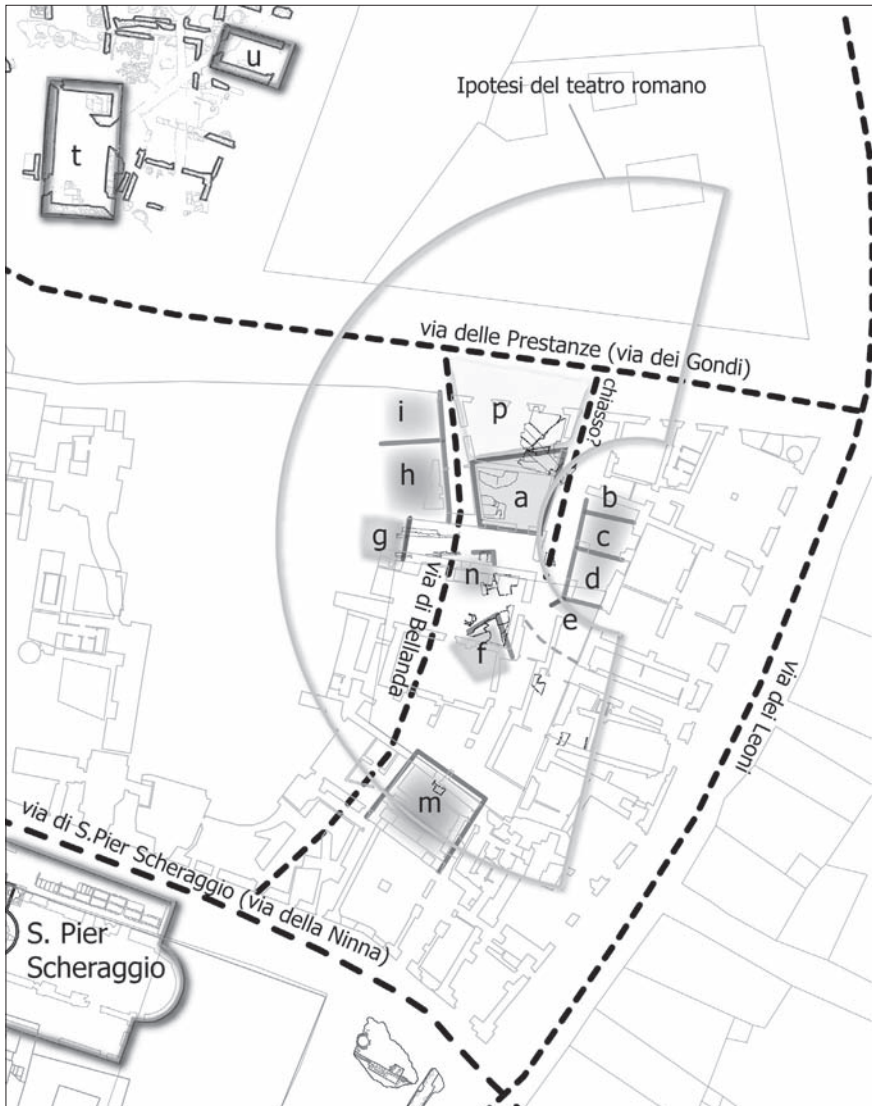 u
Ipotesi del teatro romano
t
via delle Prestanze (via dei Gondi)
chiasso?
i
p
h
a
b
g
c
n
d
e
via di Bellanda
f
via dei Leoni
m
via di S.Pier Scheraggio (via della Ninna)
S. Pier
Scheraggio